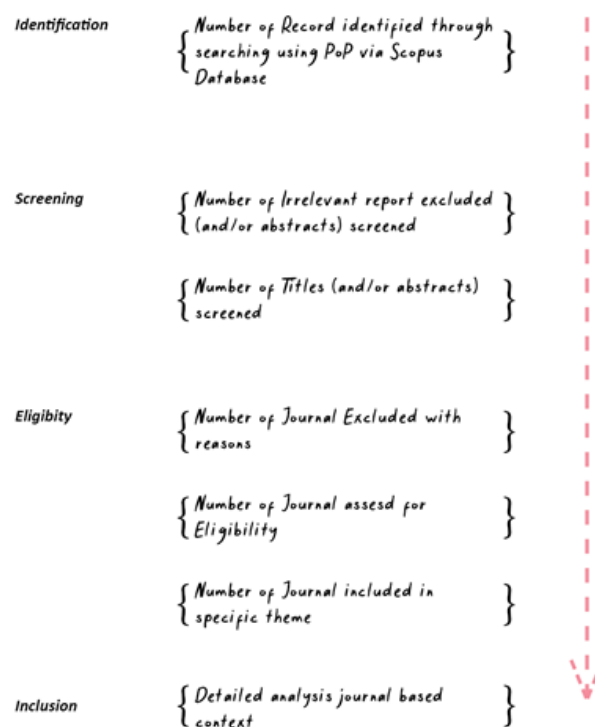 Identification
Number of Record identified through
searching using PoP via Scopus
Database
Screening
Number of Irrelevant report excluded
(and/or abstracts) screened
Number of Titles (and/or abstracts)
screened
Eligibity
Number of Journal Excluded with
reasons
Number of Journal assesd for
Eligibility
Number of Journal included in
specific theme
Inclusion
Detailed analysis journal based
context